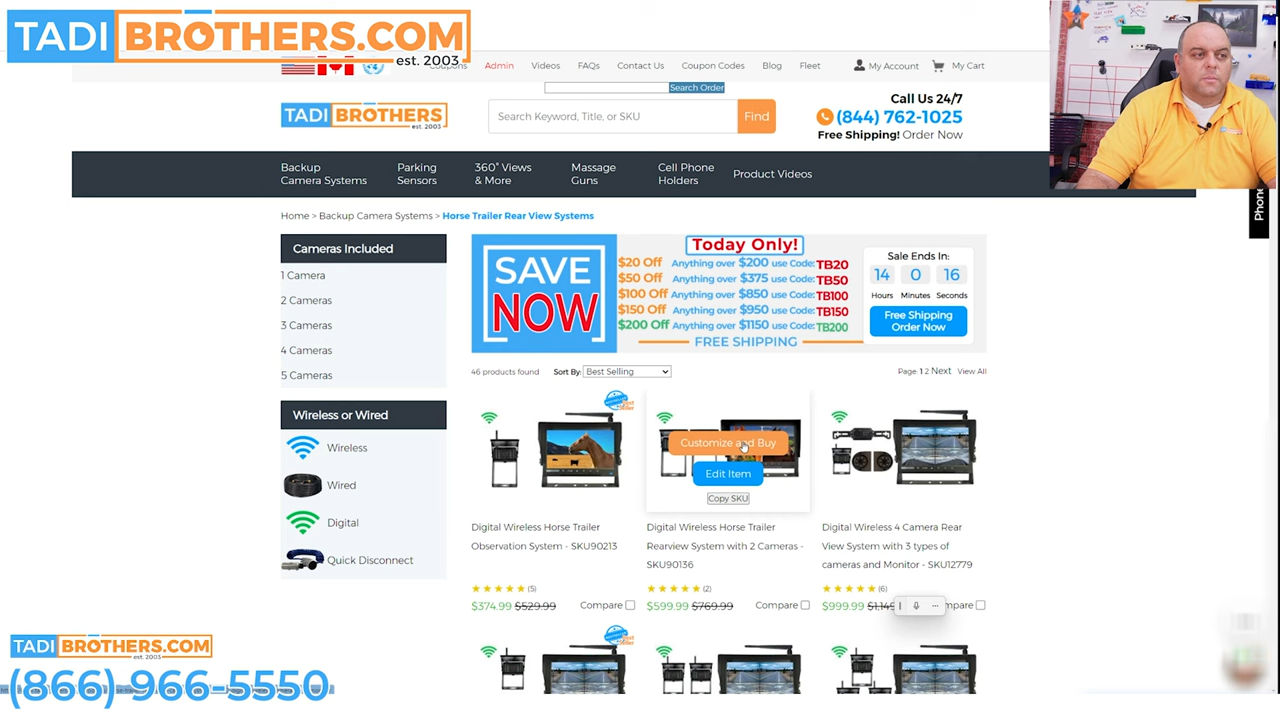 TADI BROTHERS.COM
est. 2003
Coupons Admin Videos FAQs Contact Us Coupon Codes Blog Fleet My Account My Cart
Search Order
TADI BROTHERS
est. 2003
Search Keyword, Title, or SKU Find
Call Us 24/7
(844) 762-1025
Free Shipping! Order Now
Backup Camera Systems
Parking Sensors
360° Views & More
Massage Guns
Cell Phone Holders
Product Videos
Phone
Home > Backup Camera Systems > Horse Trailer Rear View Systems
Cameras Included
1 Camera
2 Cameras
3 Cameras
4 Cameras
5 Cameras
Wireless or Wired
Wireless
Wired
Digital
Quick Disconnect
SAVE
NOW
Today Only!
$20 Off Anything over $200 use Code: TB20
$50 Off Anything over $375 use Code: TB50
$100 Off Anything over $850 use Code: TB100
$150 Off Anything over $950 use Code: TB150
$200 Off Anything over $1150 use Code: TB200
FREE SHIPPING
Sale Ends In:
14 0 16
Hours Minutes Seconds
Free Shipping
Order Now
46 products found Sort By: Best Selling Page: 1 2 Next View All
Customize and Buy
Edit Item
Copy SKU
Digital Wireless Horse Trailer
Observation System - SKU90213
(5)
$374.99 $529.99 Compare
Digital Wireless Horse Trailer
Rearview System with 2 Cameras -
SKU90136
(2)
$599.99 $769.99 Compare
Digital Wireless 4 Camera Rear
View System with 3 types of
cameras and Monitor - SKU12779
(6)
$999.99 mpare
TADI BROTHERS.COM
est. 2003
(866)-966-5550